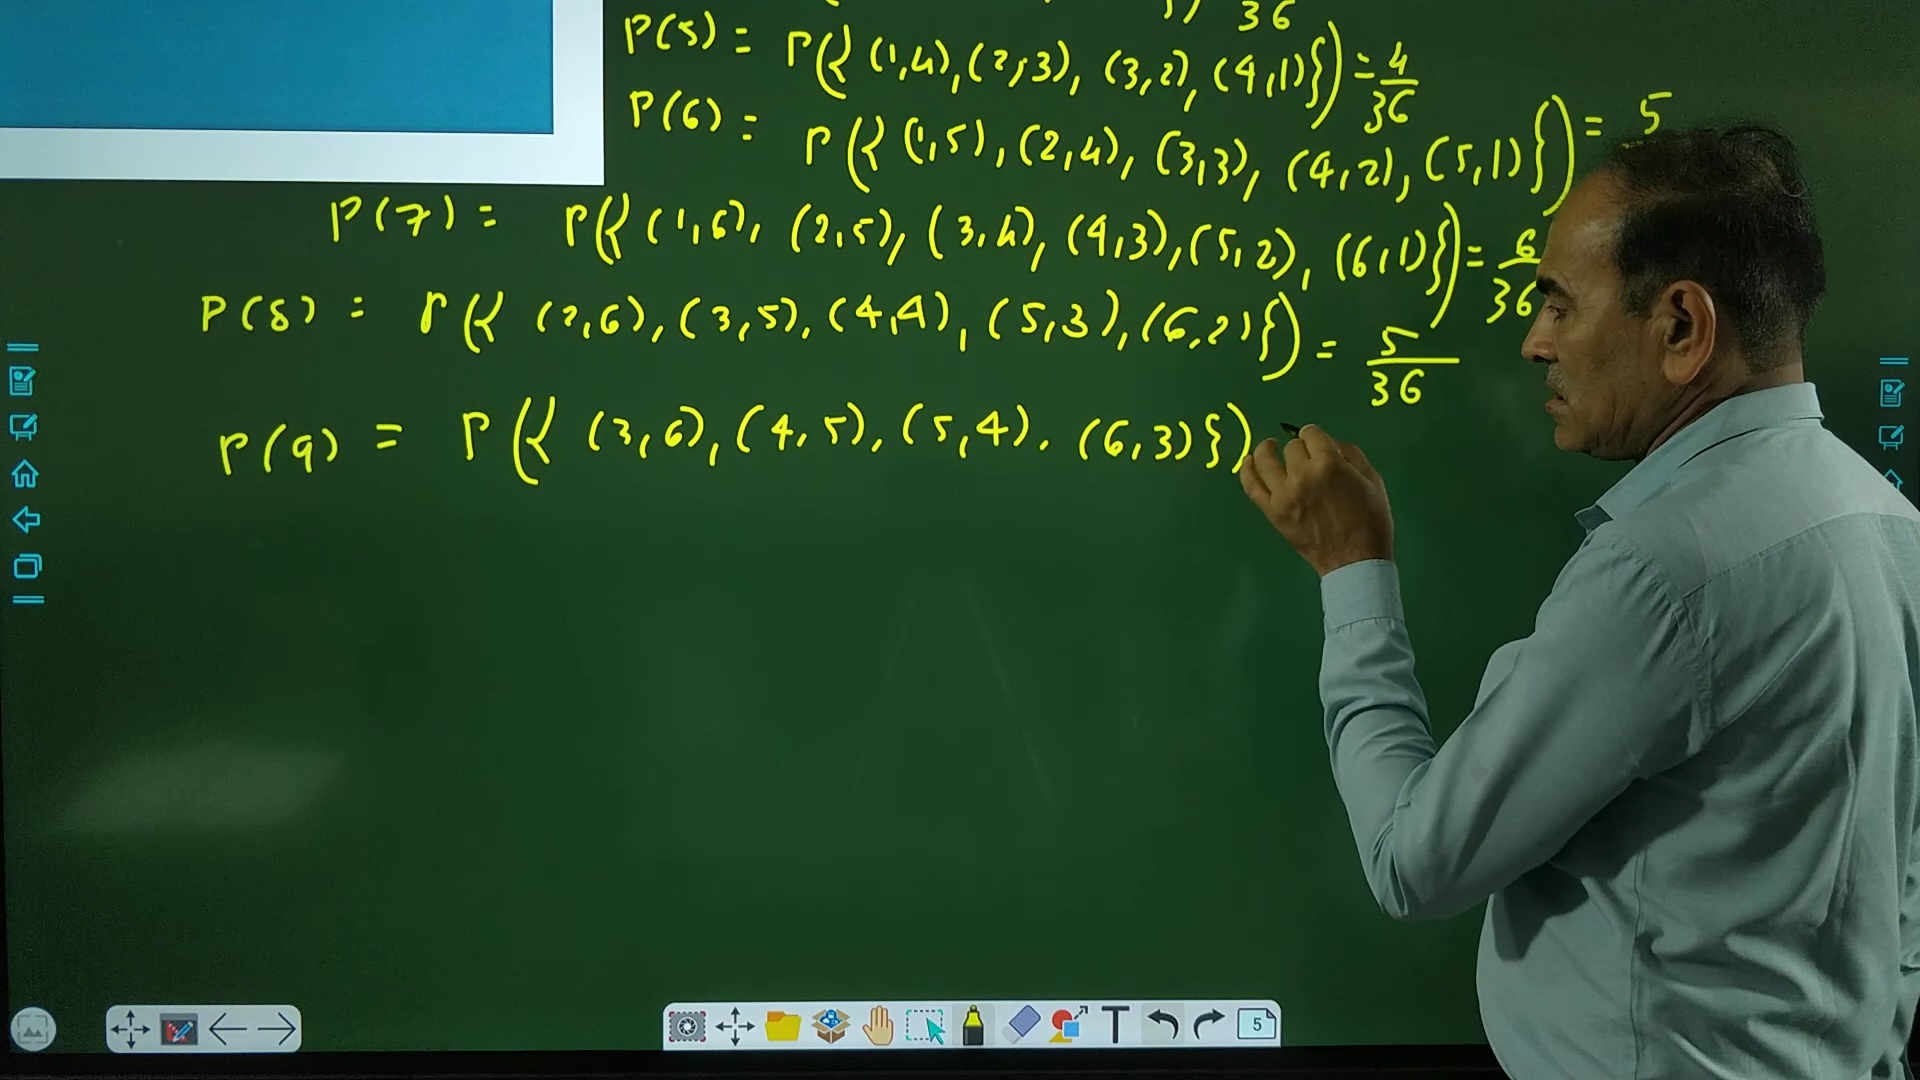 36
P(5) = P({(1,4),(2,3), (3,2), (4,1)}) = 4/36
P(6) = P({(1,5), (2,4), (3,3), (4,2), (5,1)}) = 5
P(7) = P({(1,6), (2,5), (3,4), (4,3), (5,2), (6,1)}) = 6/36
P(8) = P({(2,6), (3,5), (4,4), (5,3), (6,2)}) = 5/36
P(9) = P({(3,6), (4,5), (5,4). (6,3)})
T 5